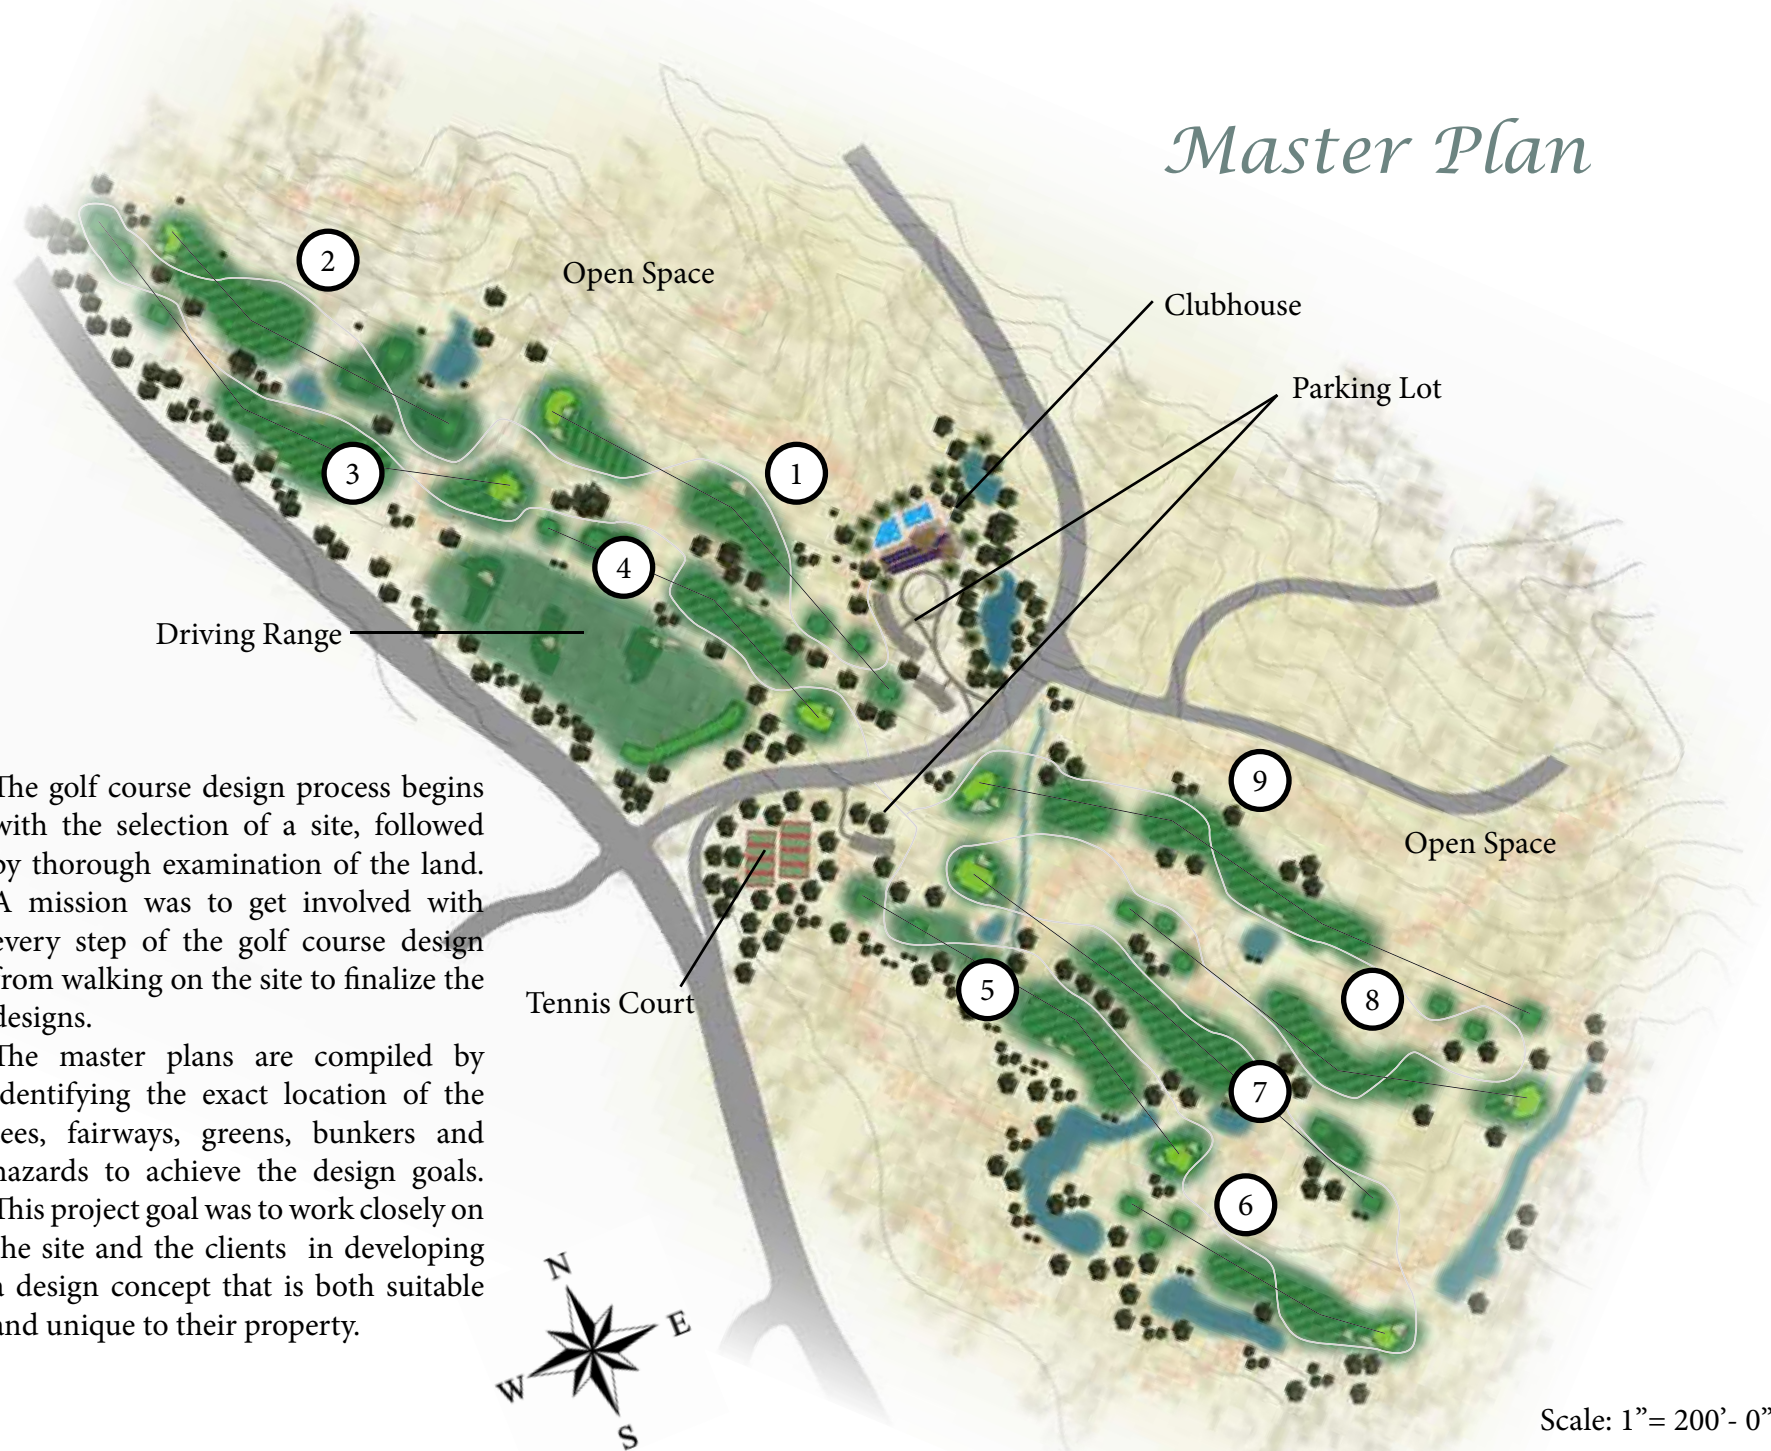 Master Plan
2
Open Space
Clubhouse
Parking Lot
3
1
4
Driving Range
The golf course design process begins
with the selection of a site, followed
by thorough examination of the land.
A mission was to get involved with
every step of the golf course design
from walking on the site to finalize the
designs.
The master plans are compiled by
dentifying the exact location of the
ees, fairways, greens, bunkers and
hazards to achieve the design goals.
This project goal was to work closely on
he site and the clients in developing
a design concept that is both suitable
and unique to their property.
9
Open Space
Tennis Court
5
8
7
6
N
E
W
S
Scale: 1”= 200’- 0”